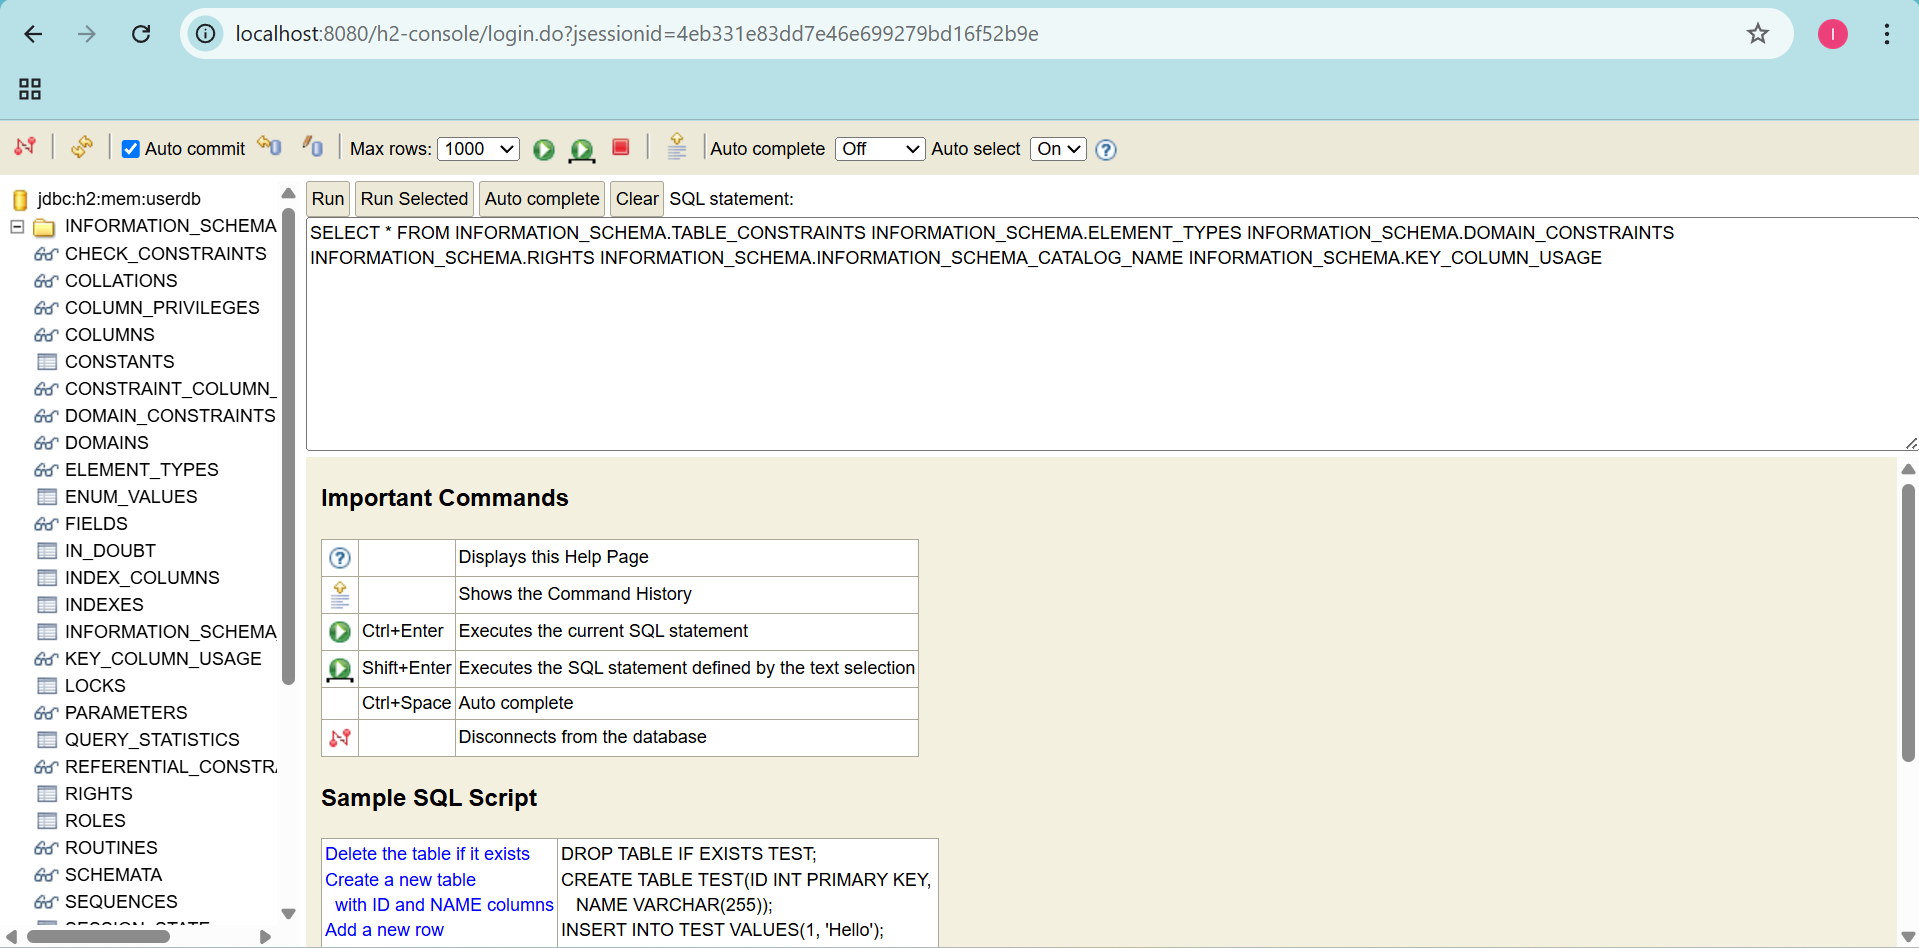 localhost:8080/h2-console/login.do?jsessionid=4eb331e83dd7e46e699279bd16f52b9e
I
Auto commit Max rows: 1000 Auto complete Off Auto select On
jdbc:h2:mem:userdb
INFORMATION_SCHEMA
CHECK_CONSTRAINTS
COLLATIONS
COLUMN_PRIVILEGES
COLUMNS
CONSTANTS
CONSTRAINT_COLUMN_
DOMAIN_CONSTRAINTS
DOMAINS
ELEMENT_TYPES
ENUM_VALUES
FIELDS
IN_DOUBT
INDEX_COLUMNS
INDEXES
INFORMATION_SCHEMA_
KEY_COLUMN_USAGE
LOCKS
PARAMETERS
QUERY_STATISTICS
REFERENTIAL_CONSTRA
RIGHTS
ROLES
ROUTINES
SCHEMATA
SEQUENCES
SESSION_STATE
Run Run Selected Auto complete Clear SQL statement:
SELECT * FROM INFORMATION_SCHEMA.TABLE_CONSTRAINTS INFORMATION_SCHEMA.ELEMENT_TYPES INFORMATION_SCHEMA.DOMAIN_CONSTRAINTS
INFORMATION_SCHEMA.RIGHTS INFORMATION_SCHEMA.INFORMATION_SCHEMA_CATALOG_NAME INFORMATION_SCHEMA.KEY_COLUMN_USAGE
Important Commands
? Displays this Help Page
Shows the Command History
Ctrl+Enter Executes the current SQL statement
Shift+Enter Executes the SQL statement defined by the text selection
Ctrl+Space Auto complete
Disconnects from the database
Sample SQL Script
Delete the table if it exists DROP TABLE IF EXISTS TEST;
Create a new table CREATE TABLE TEST(ID INT PRIMARY KEY,
with ID and NAME columns NAME VARCHAR(255));
Add a new row INSERT INTO TEST VALUES(1, 'Hello');